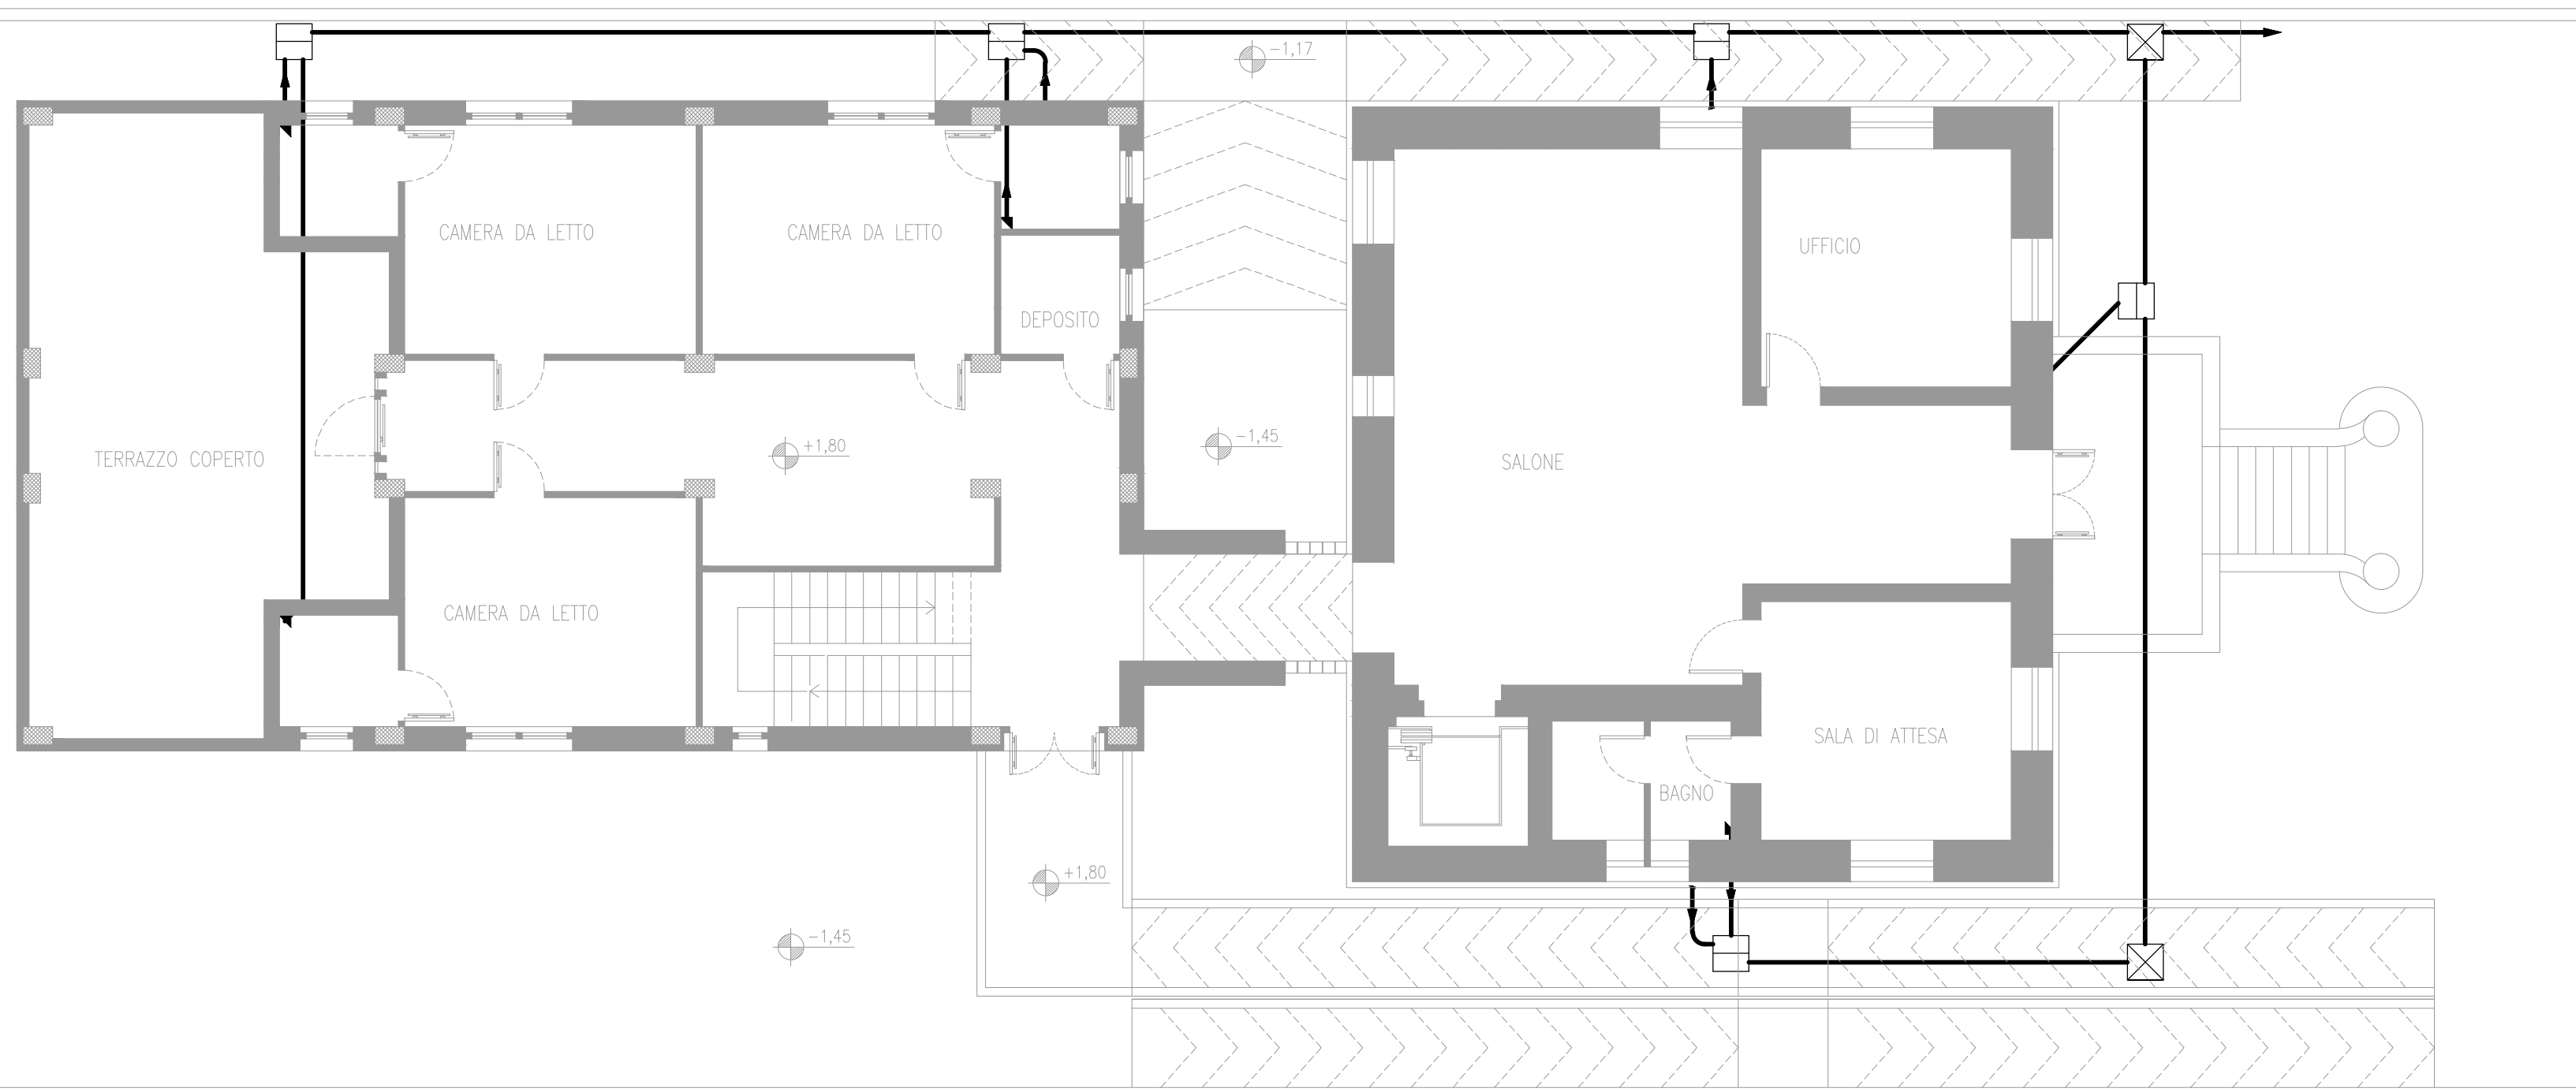 -1,17
CAMERA DA LETTO
CAMERA DA LETTO
UFFICIO
DEPOSITO
+1,80
-1,45
TERRAZZO COPERTO
SALONE
CAMERA DA LETTO
SALA DI ATTESA
BAGNO
+1,80
-1,45